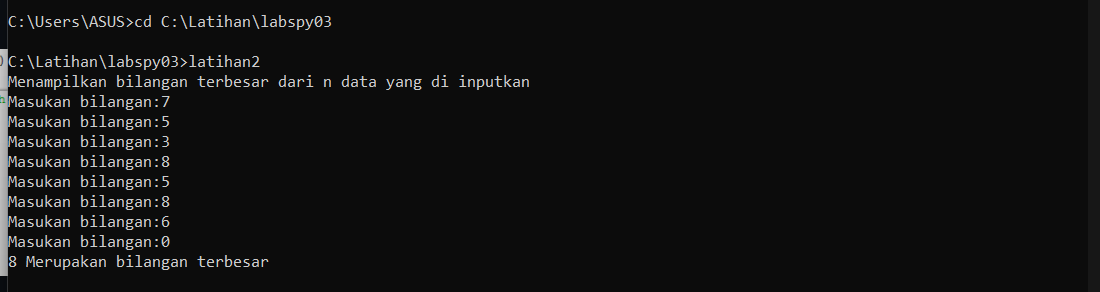 C:\Users\ASUS>cd C:\Latihan\labspy03
C:\Latihan\labspy03>latihan2
Menampilkan bilangan terbesar dari n data yang di inputkan
Masukan bilangan:7
Masukan bilangan:5
Masukan bilangan:3
Masukan bilangan:8
Masukan bilangan:5
Masukan bilangan:8
Masukan bilangan:6
Masukan bilangan:0
8 Merupakan bilangan terbesar